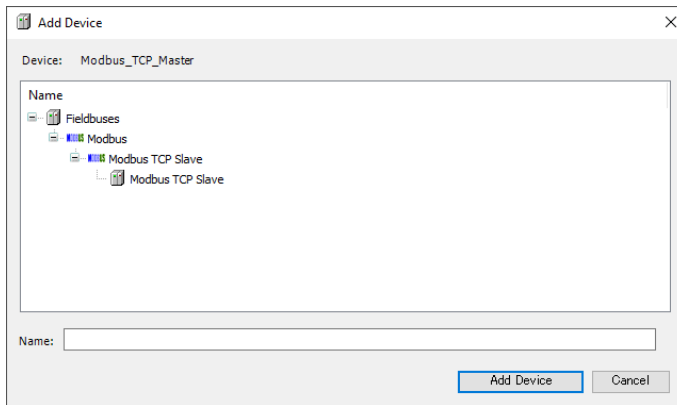 Add Device
Device: Modbus_TCP_Master
Name
Fieldbuses
Modbus
Modbus TCP Slave
Modbus TCP Slave
Name:
Add Device Cancel